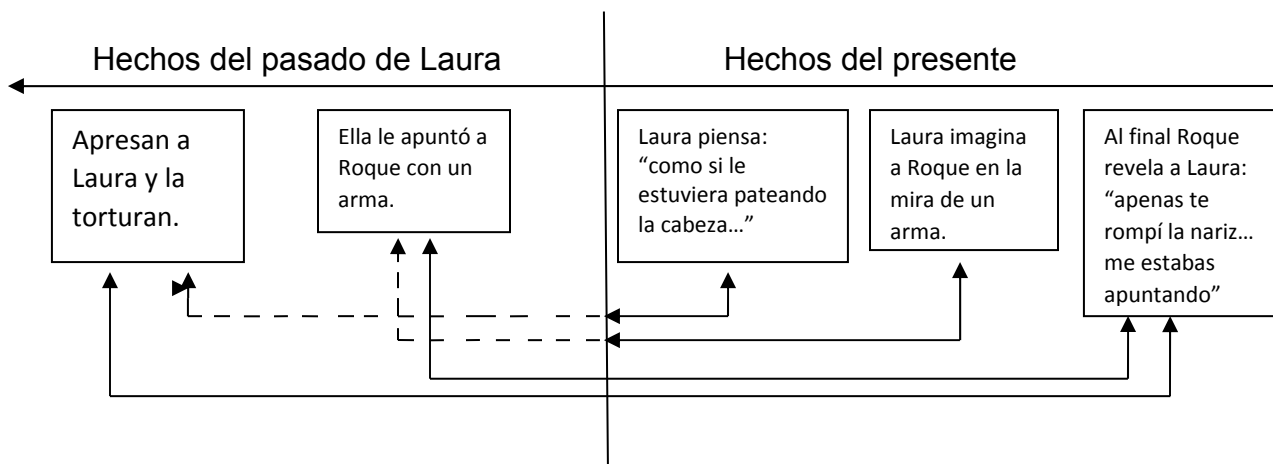 Hechos del pasado de Laura
Hechos del presente
Apresan a
Laura y la
torturan.
Ella le apuntó a
Roque con un
arma.
Laura piensa:
“como si le
estuviera pateando
la cabeza…”
Laura imagina
a Roque en la
mira de un
arma.
Al final Roque
revela a Laura:
“apenas te
rompí la nariz…
me estabas
apuntando”